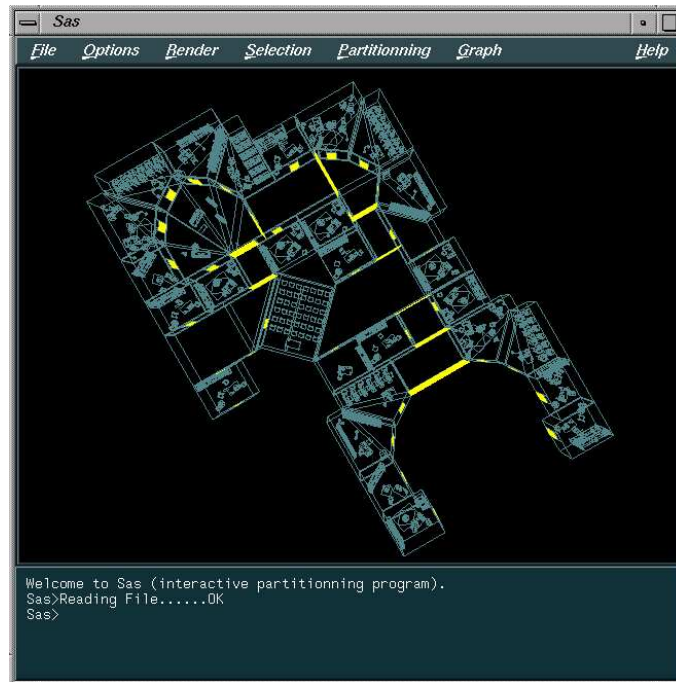 Sas
File Options Render Selection Partitionning Graph Help
Welcome to Sas (interactive partitionning program).
Sas>Reading File......OK
Sas>